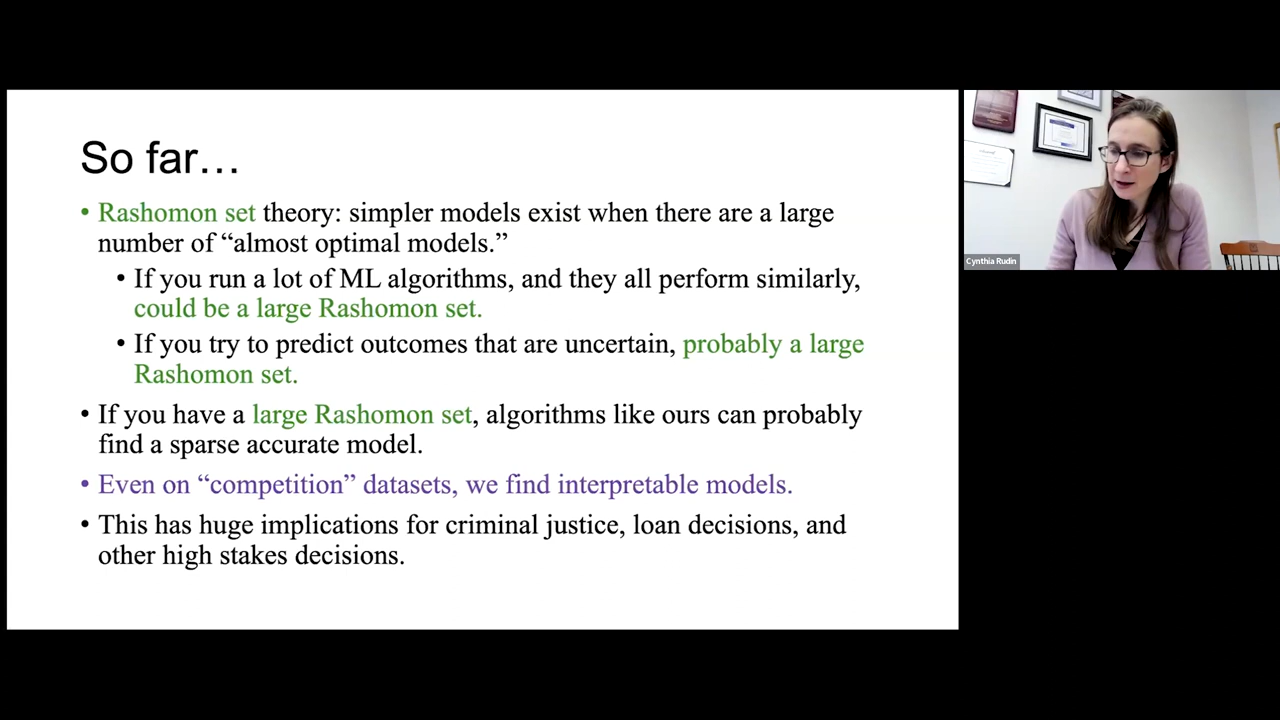 So far…
• Rashomon set theory: simpler models exist when there are a large
number of “almost optimal models.”
• If you run a lot of ML algorithms, and they all perform similarly,
could be a large Rashomon set.
• If you try to predict outcomes that are uncertain, probably a large
Rashomon set.
• If you have a large Rashomon set, algorithms like ours can probably
find a sparse accurate model.
• Even on “competition” datasets, we find interpretable models.
• This has huge implications for criminal justice, loan decisions, and
other high stakes decisions.
Cynthia Rudin